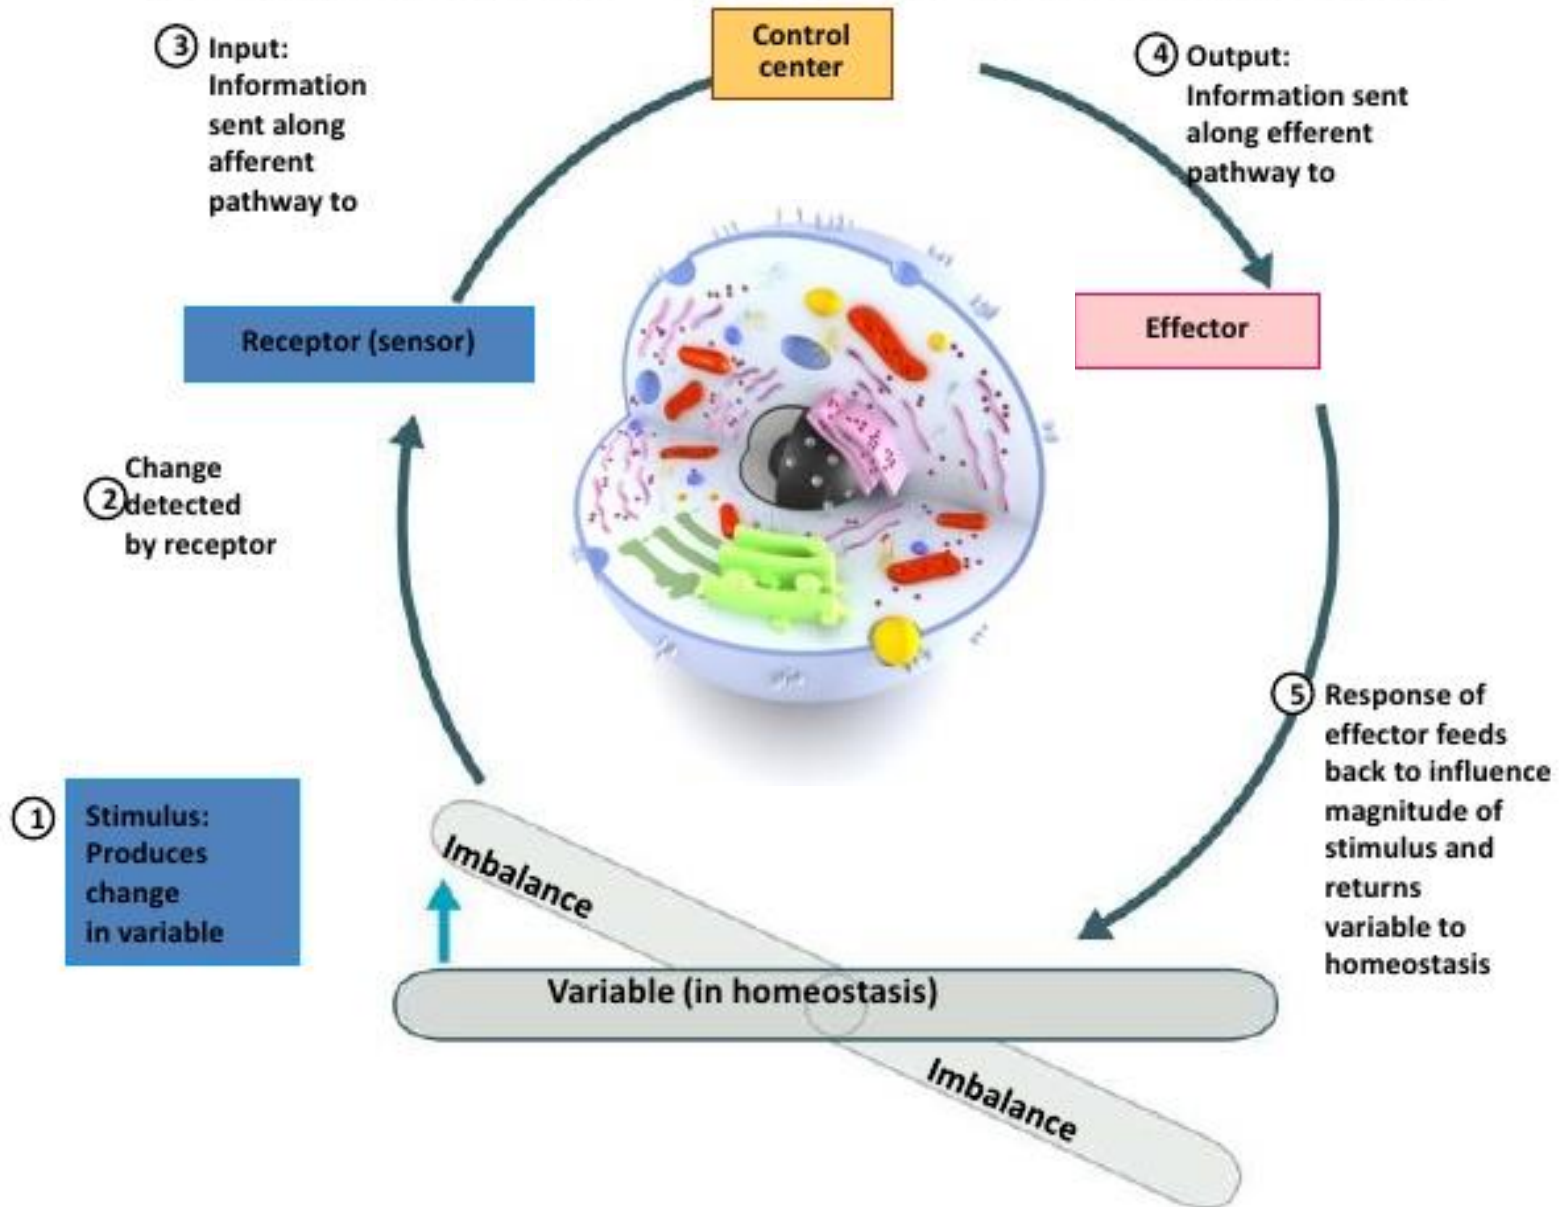 Control
center
3 Input:
Information
sent along
afferent
pathway to
4 Output:
Information sent
along efferent
pathway to
Receptor (sensor)
Effector
Change
2 detected
by receptor
1 Stimulus:
Produces
change
in variable
5 Response of
effector feeds
back to influence
magnitude of
stimulus and
returns
variable to
homeostasis
Imbalance
Variable (in homeostasis)
Imbalance